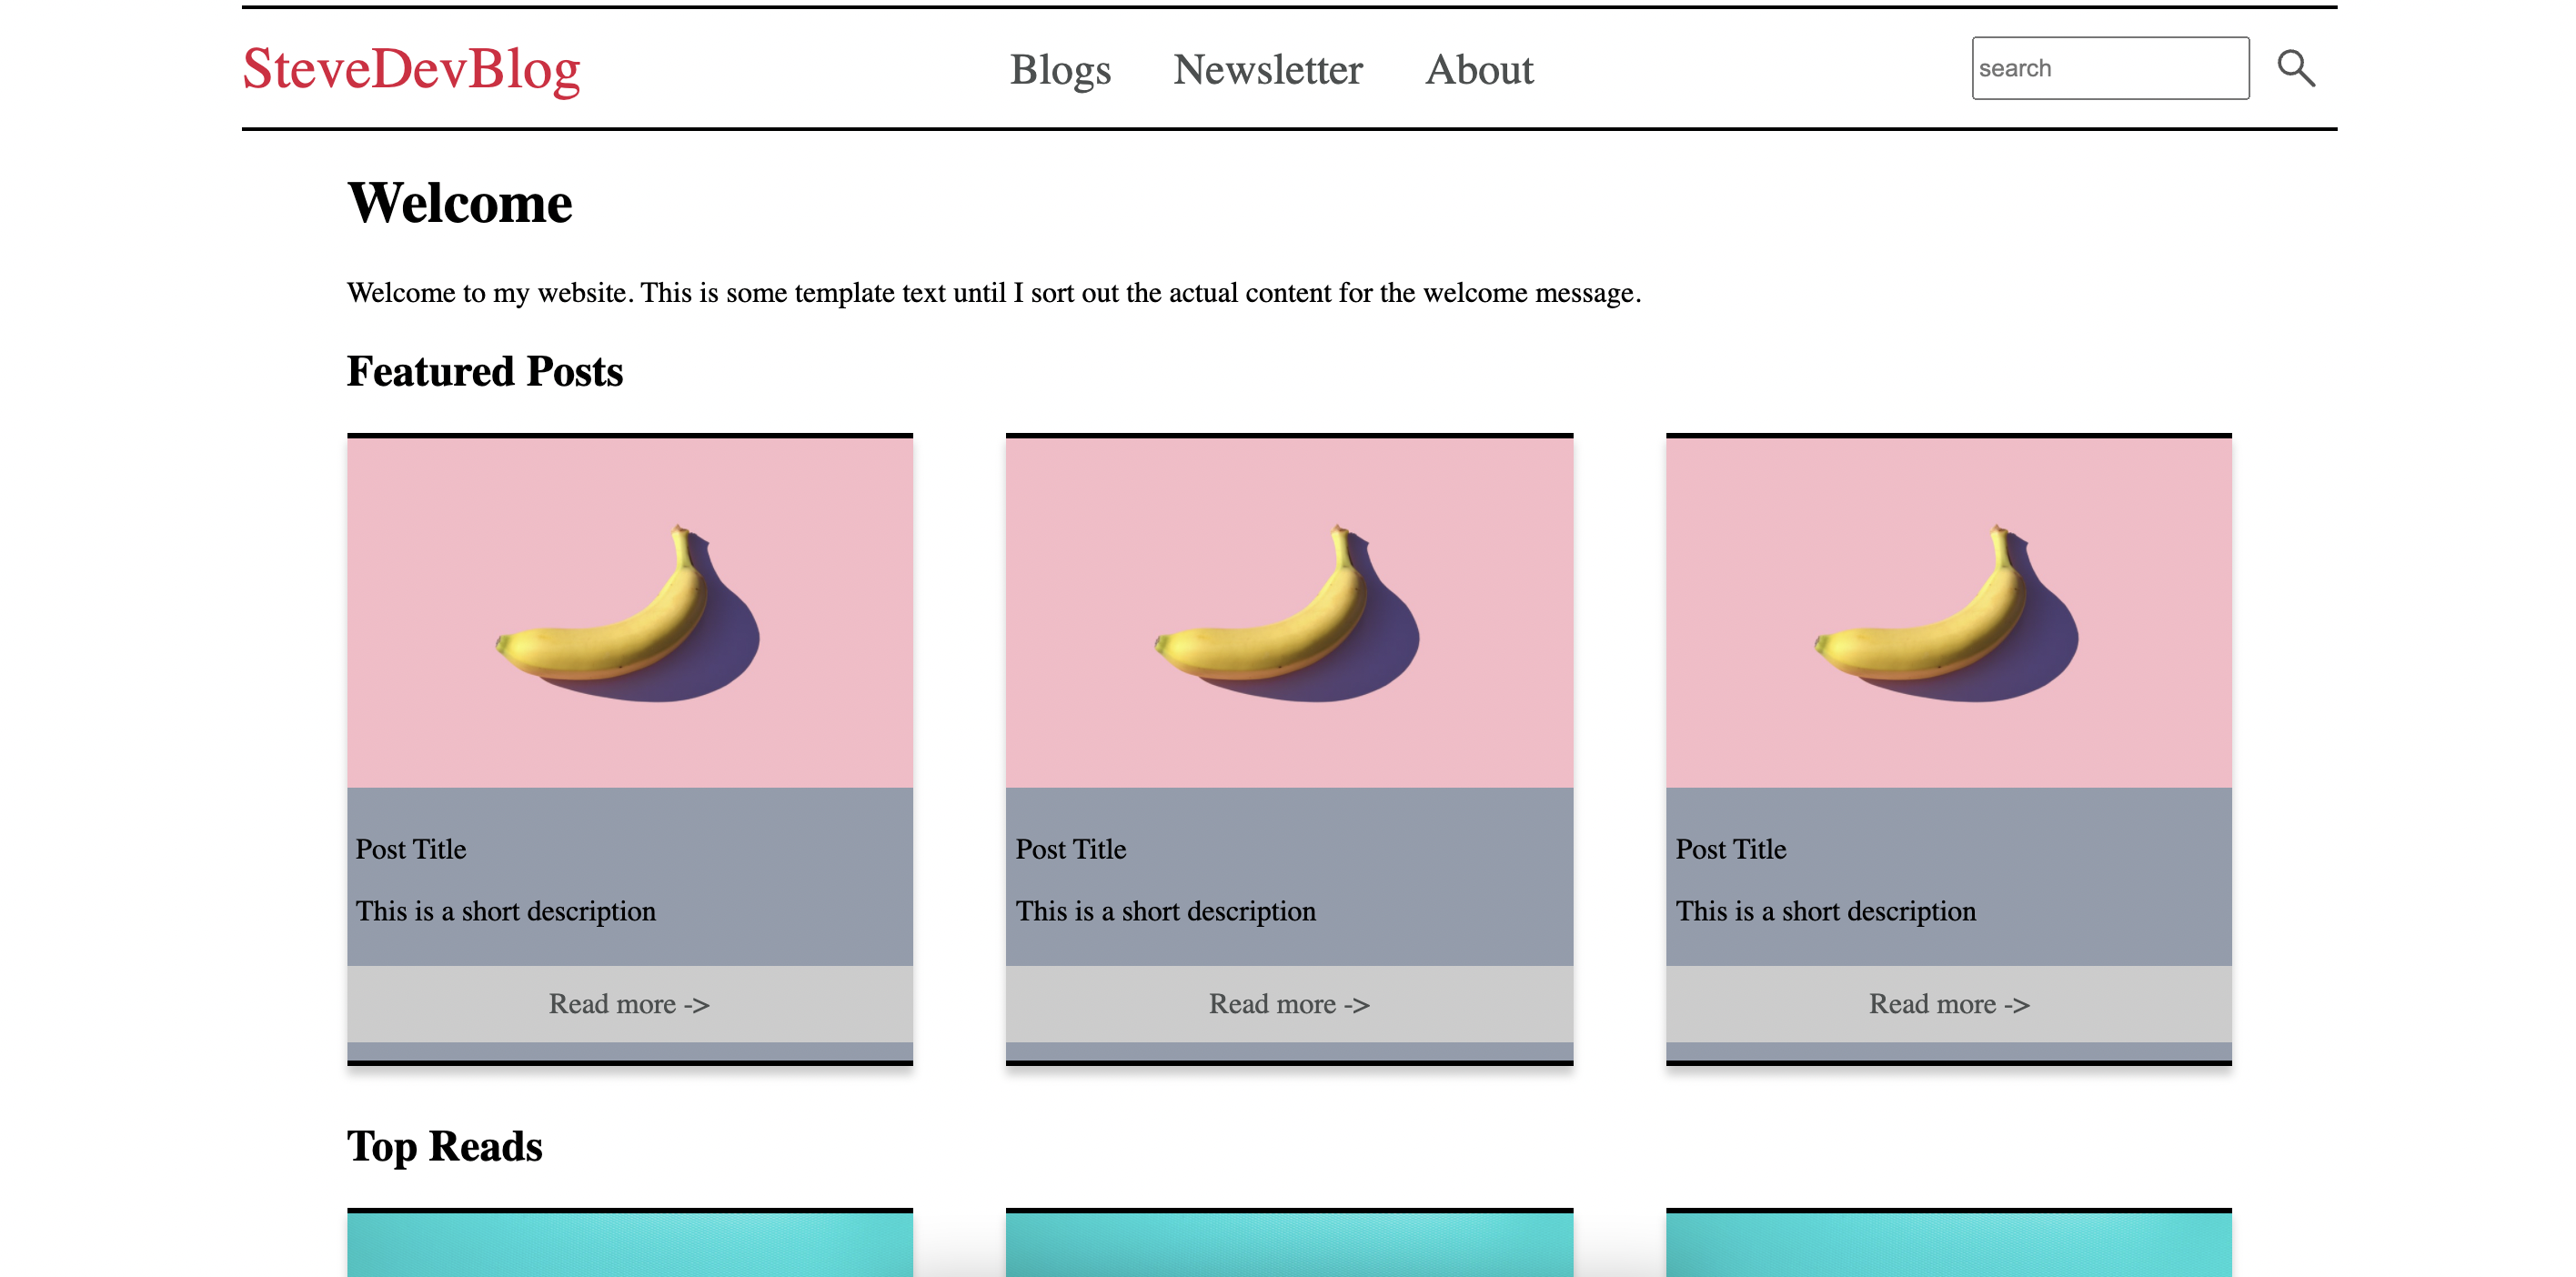 SteveDevBlog
Blogs Newsletter About
search
Welcome
Welcome to my website. This is some template text until I sort out the actual content for the welcome message.
Featured Posts
Post Title
This is a short description
Read more ->
Post Title
This is a short description
Read more ->
Post Title
This is a short description
Read more ->
Top Reads